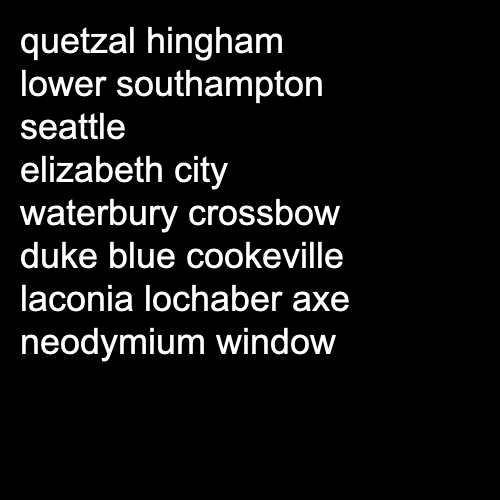 quetzal hingham
lower southampton
seattle
elizabeth city
waterbury crossbow
duke blue cookeville
laconia lochaber axe
neodymium window